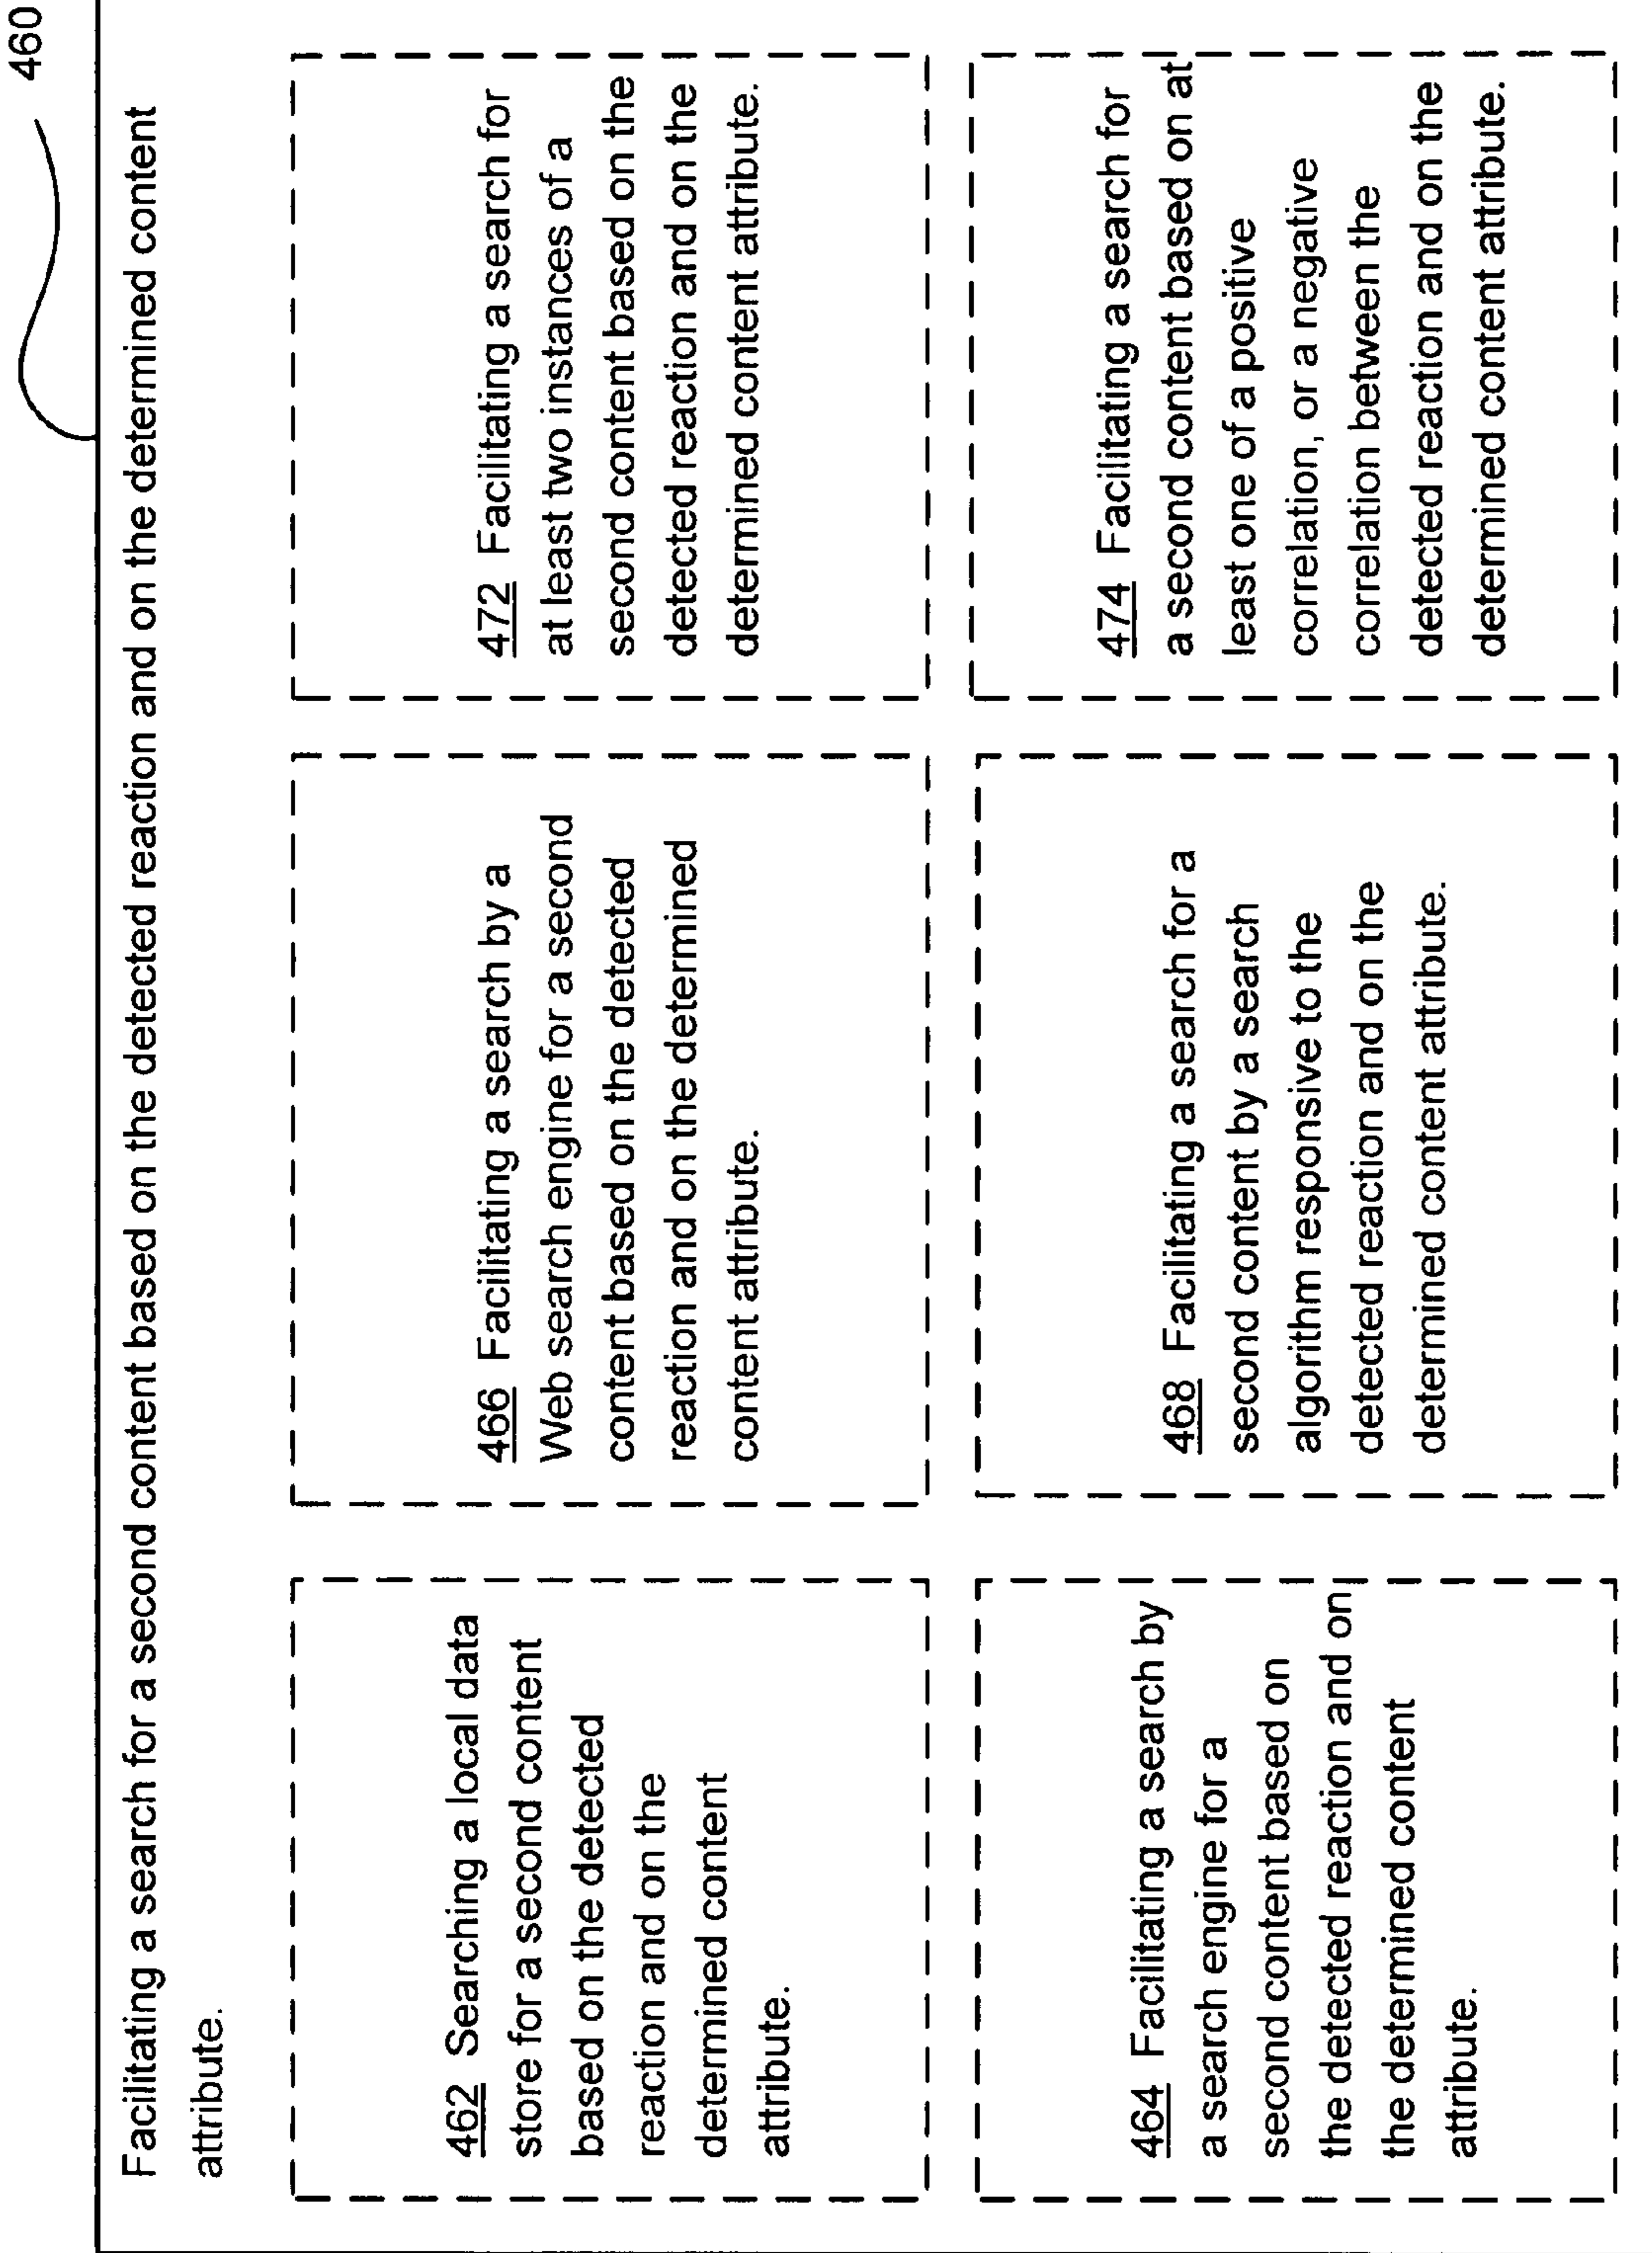 460
Facilitating a search for a second content based on the detected reaction and on the determined content
attribute.
462 Searching a local data
store for a second content
based on the detected
reaction and on the
determined content
attribute.
464 Facilitating a search by
a search engine for a
second content based on
the detected reaction and on
the determined content
attribute.
466 Facilitating a search by a
Web search engine for a second
content based on the detected
reaction and on the determined
content attribute.
468 Facilitating a search for a
second content by a search
algorithm responsive to the
detected reaction and on the
determined content attribute.
472 Facilitating a search for
at least two instances of a
second content based on the
detected reaction and on the
determined content attribute.
474 Facilitating a search for
a second content based on at
least one of a positive
correlation, or a negative
correlation between the
detected reaction and on the
determined content attribute.